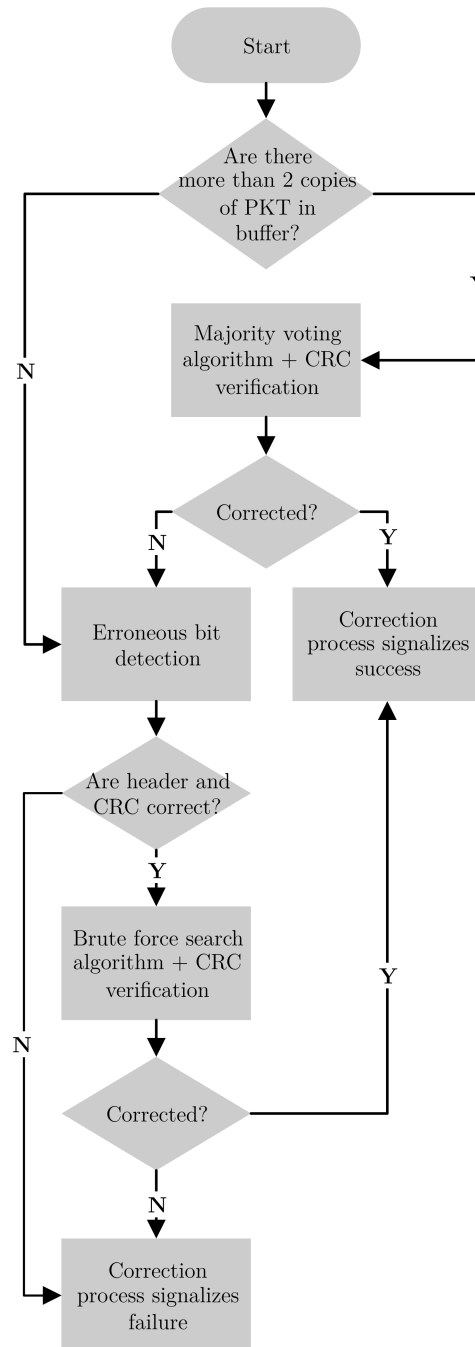 Start
Are there
more than 2 copies
of PKT in
buffer?
N
Majority voting
algorithm + CRC
verification
Corrected?
N
Y
Erroneous bit
detection
Correction
process signalizes
success
Are header and
CRC correct?
Y
Brute force search
algorithm + CRC
verification
Y
N
Corrected?
N
Correction
process signalizes
failure